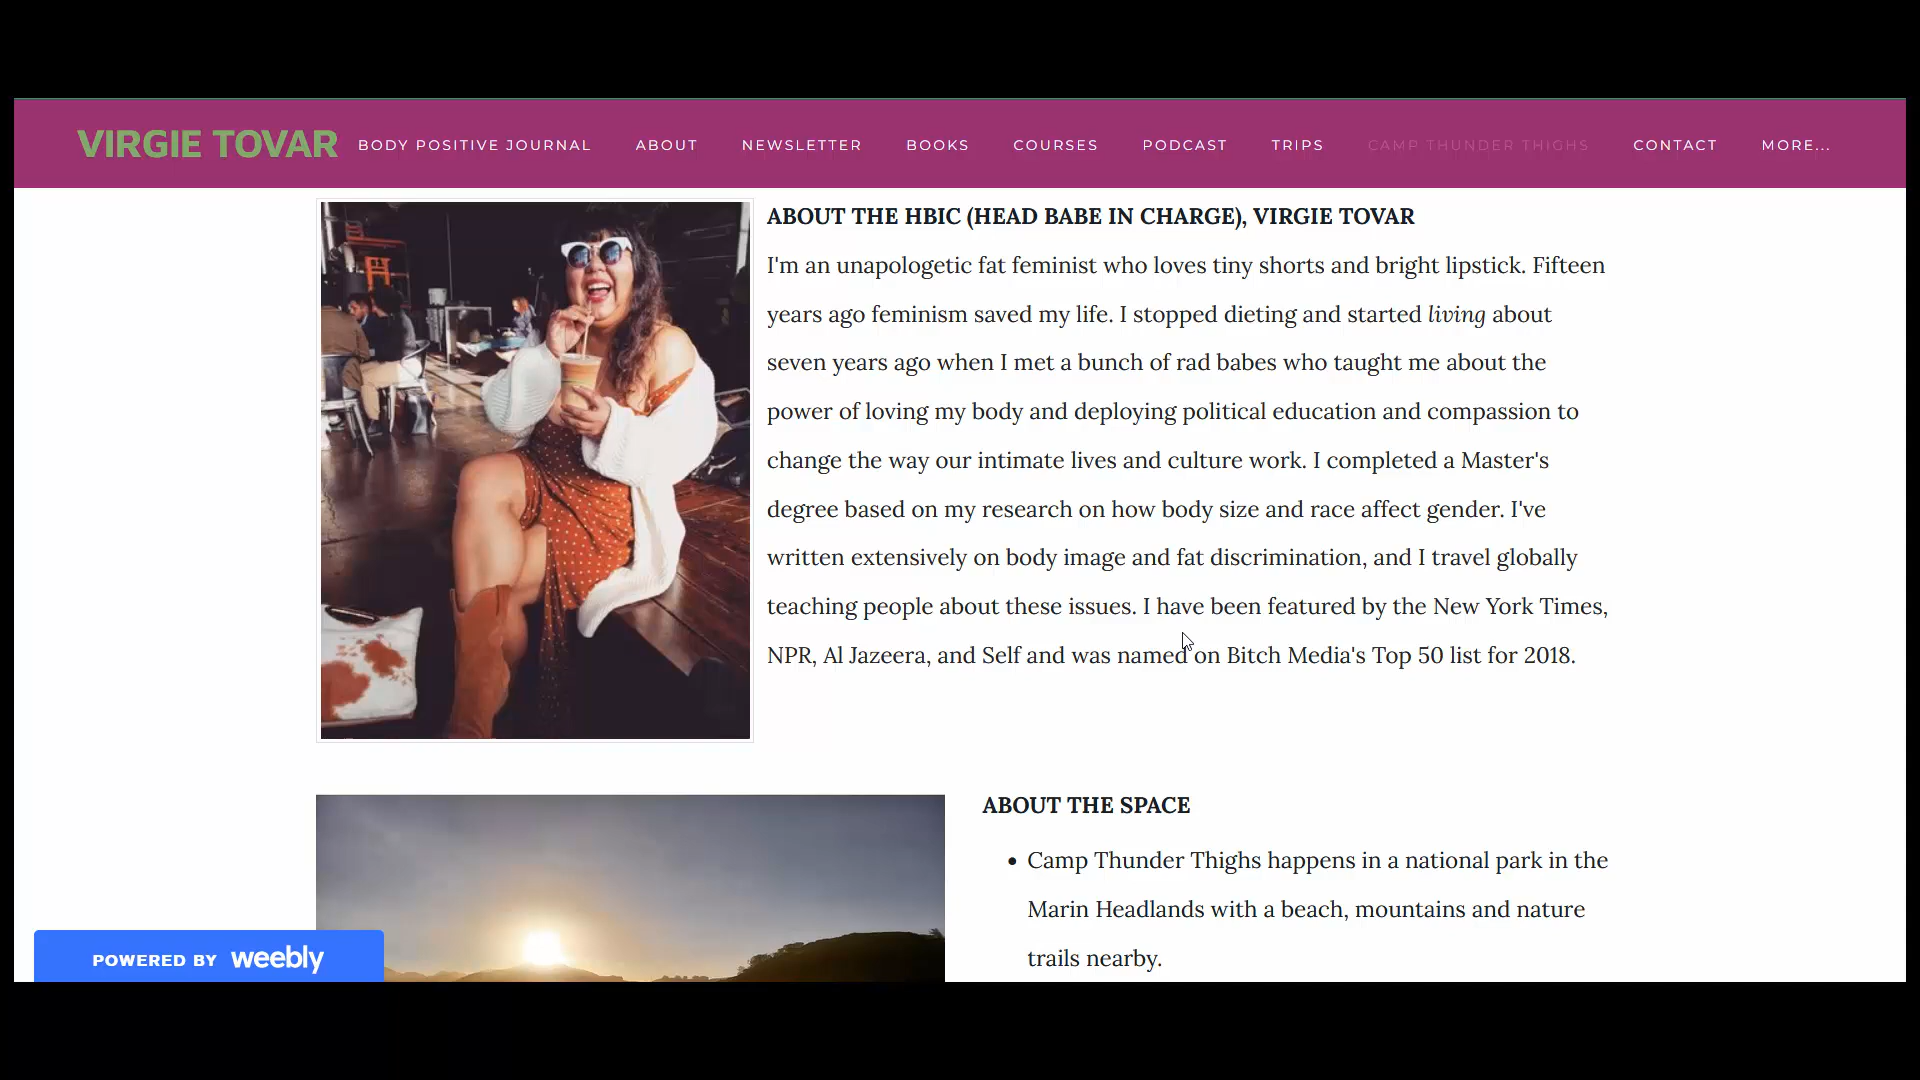 VIRGIE TOVAR
BODY POSITIVE JOURNAL
ABOUT
NEWSLETTER
BOOKS
COURSES
PODCAST
TRIPS
CAMP THUNDER THIGHS
CONTACT
MORE...
ABOUT THE HBIC (HEAD BABE IN CHARGE), VIRGIE TOVAR
I'm an unapologetic fat feminist who loves tiny shorts and bright lipstick. Fifteen
years ago feminism saved my life. I stopped dieting and started living about
seven years ago when I met a bunch of rad babes who taught me about the
power of loving my body and deploying political education and compassion to
change the way our intimate lives and culture work. I completed a Master's
degree based on my research on how body size and race affect gender. I've
written extensively on body image and fat discrimination, and I travel globally
teaching people about these issues. I have been featured by the New York Times,
NPR, Al Jazeera, and Self and was named on Bitch Media's Top 50 list for 2018.
ABOUT THE SPACE
• Camp Thunder Thighs happens in a national park in the
Marin Headlands with a beach, mountains and nature
trails nearby.
POWERED BY weebly